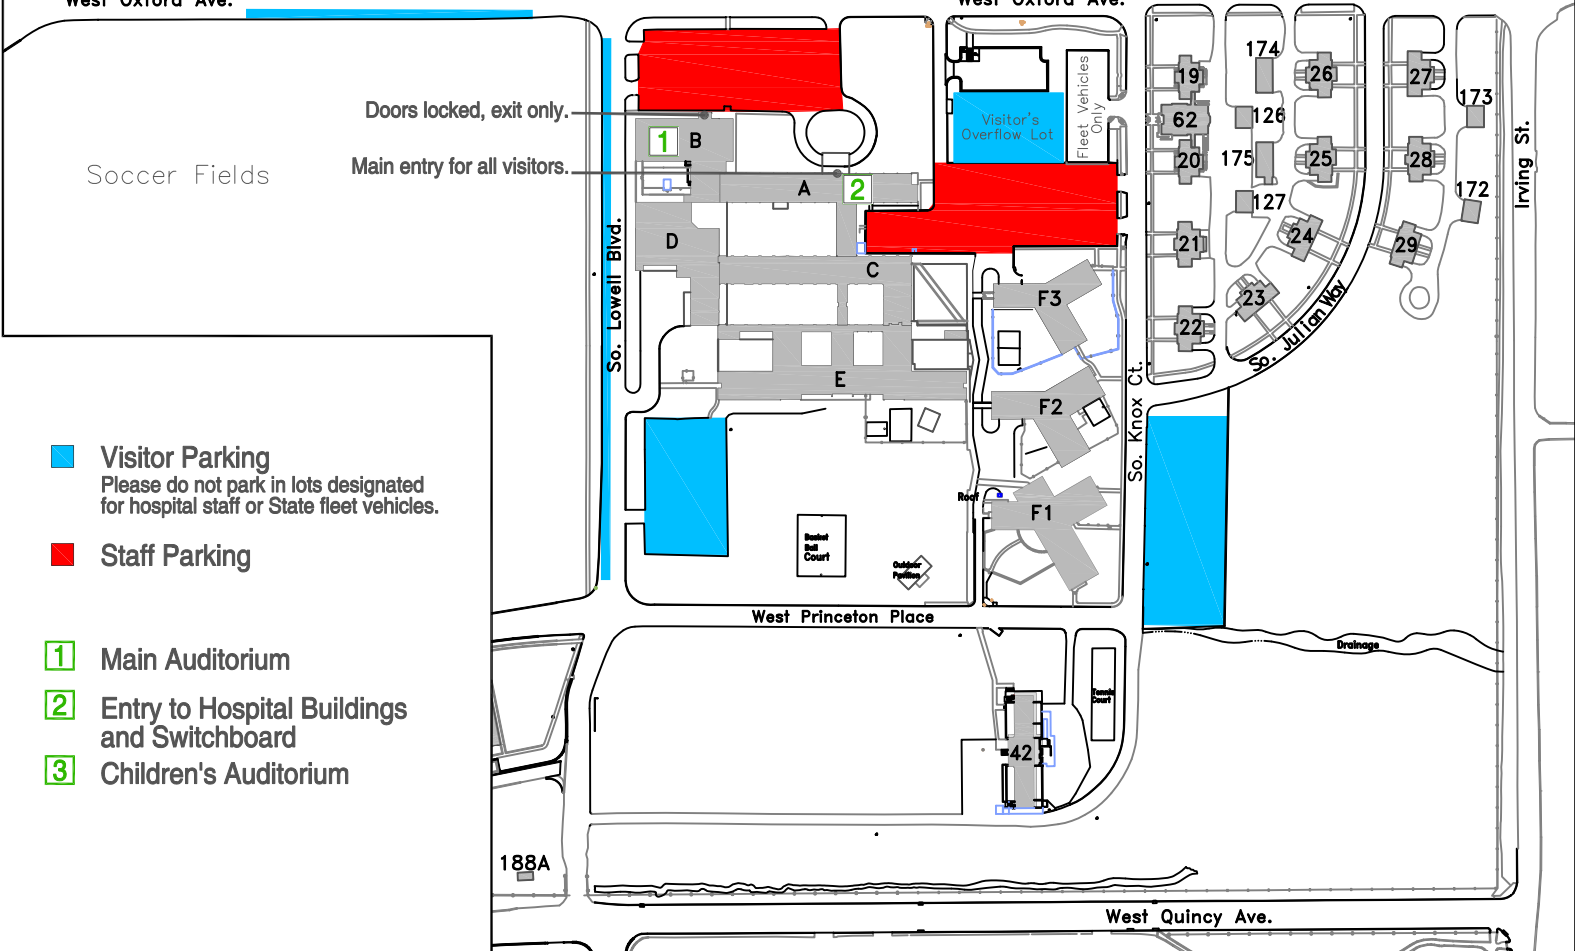 West Oxford Ave.
West Oxford Ave.
Doors locked, exit only.
Main entry for all visitors.
Soccer Fields
So. Lowell Blvd.
1
B
A
2
D
C
E
Visitor's
Overflow Lot
Fleet Vehicles
Only
F3
F2
F1
Roof
So. Knox Ct.
19
62
20
21
22
174
126
175
127
26
25
24
23
27
28
29
173
172
So. Julian Way
Irving St.
Visitor Parking
Please do not park in lots designated
for hospital staff or State fleet vehicles.
Staff Parking
1 Main Auditorium
2 Entry to Hospital Buildings
and Switchboard
3 Children's Auditorium
Basket
Ball
Court
Outdoor
Pavilion
West Princeton Place
Drainage
Tennis
Court
42
188A
West Quincy Ave.